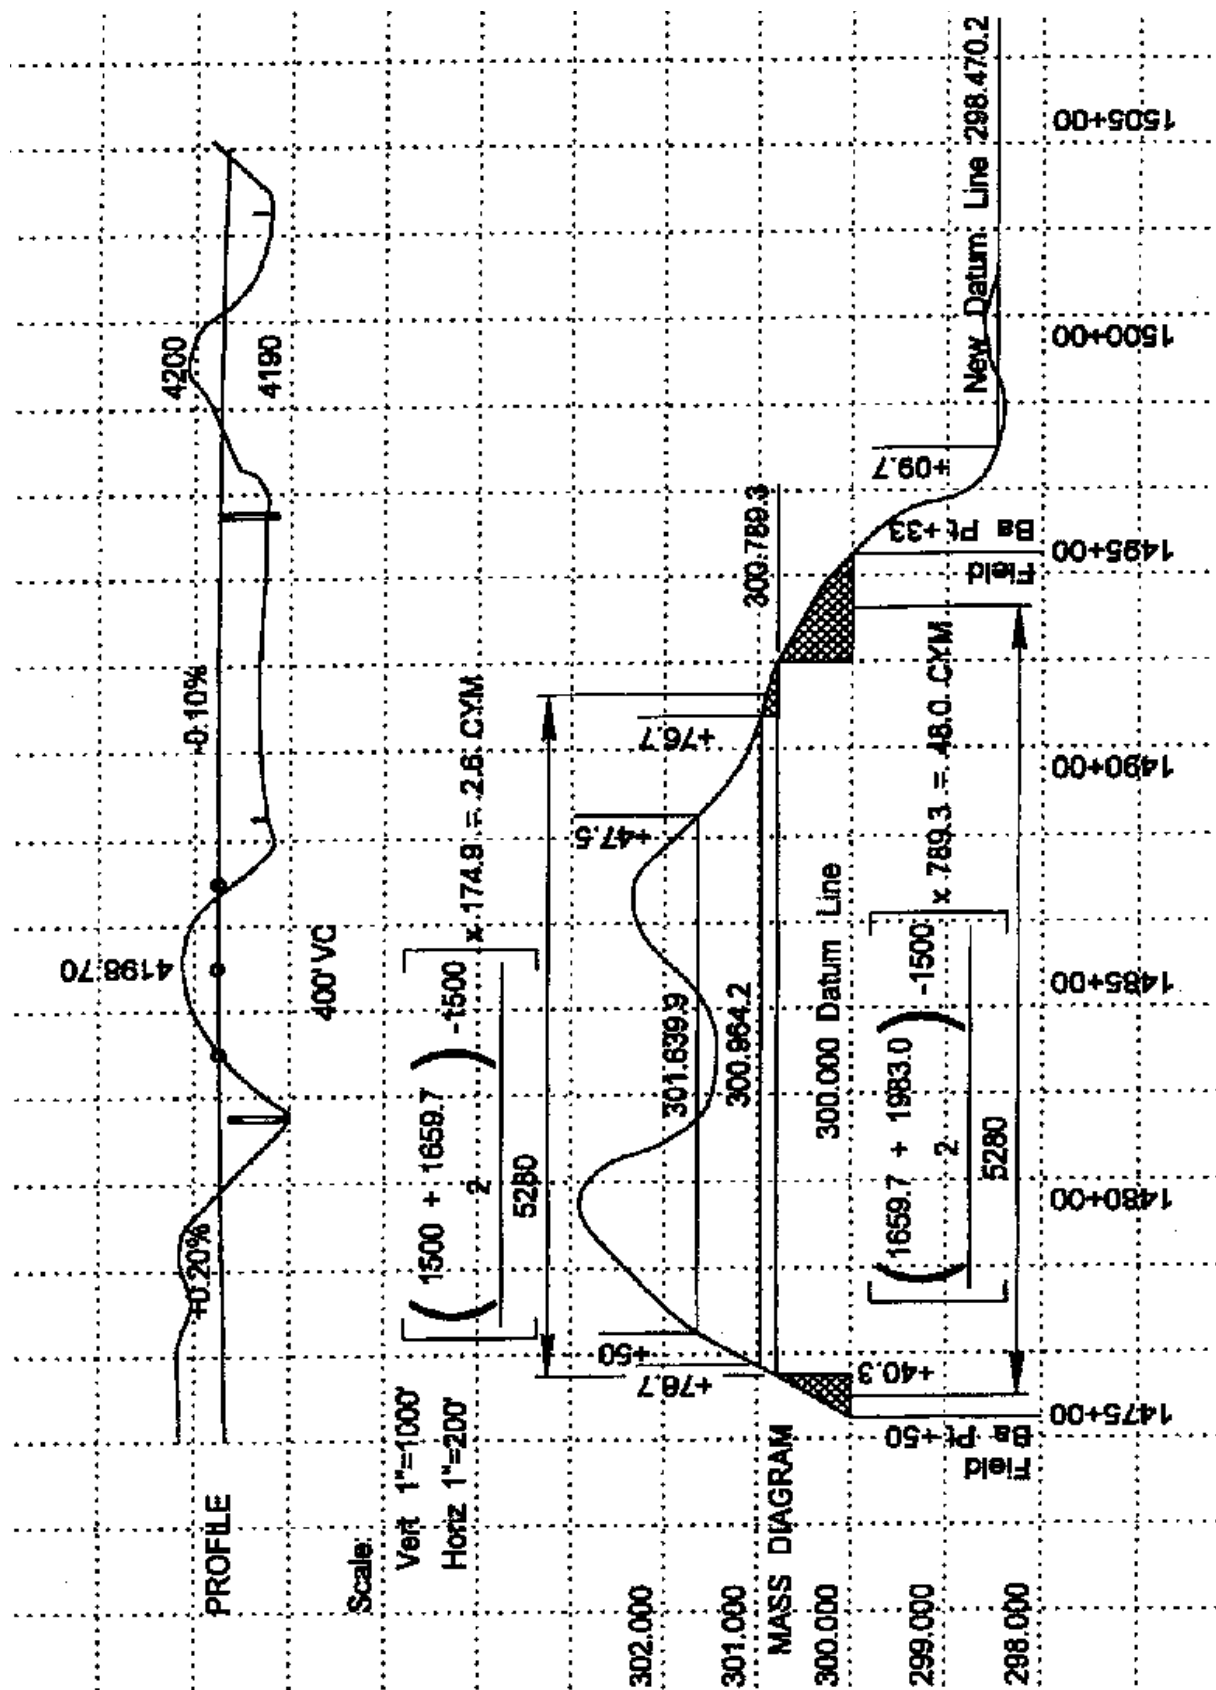 PROFILE
+0.20%
4198.70
-0.10%
4200
4190
400' VC
Scale:
Vert 1"=1000'
Horiz 1"=200'
[(1500 + 1659.7) -1500] x 174.9 = 2.6 CYM
2
5280
302.000
301.000
MASS DIAGRAM
300.000
299.000
298.000
+50
+78.7
+40.3
301.639.9
300.964.2
300.000 Datum Line
+47.5
+76.7
300.789.3
+09.7
New Datum Line 298.470.2
[(1659.7 + 1983.0) -1500] x 789.3 = 48.0 CYM
2
5280
Field
Ba Pt +50
Field
Ba Pt +33
1475+00
1480+00
1485+00
1490+00
1495+00
1500+00
1505+00